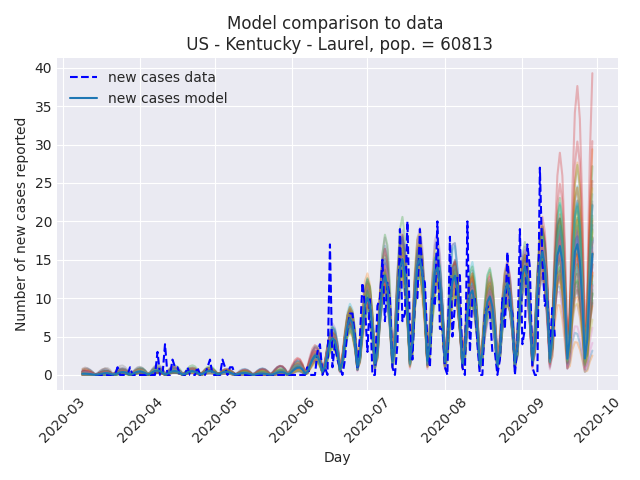 Model comparison to data
US - Kentucky - Laurel, pop. = 60813
new cases data
new cases model
Number of new cases reported
40
35
30
25
20
15
10
5
0
2020-03
2020-04
2020-05
2020-06
2020-07
2020-08
2020-09
2020-10
Day